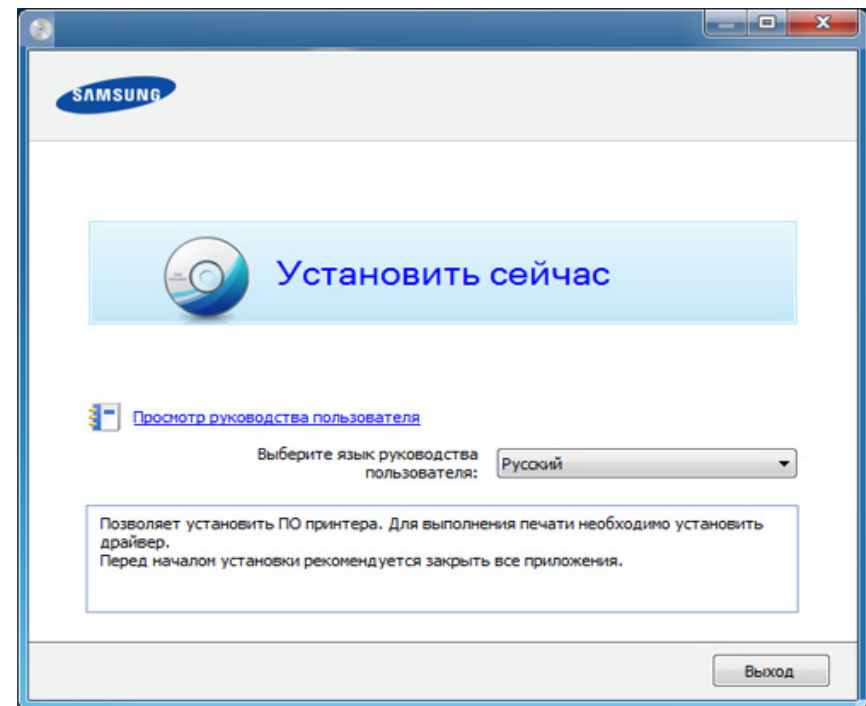 SAMSUNG
Установить сейчас
Просмотр руководства пользователя
Выберите язык руководства
пользователя:
Русский
Позволяет установить ПО принтера. Для выполнения печати необходимо установить
драйвер.
Перед началом установки рекомендуется закрыть все приложения.
Выход